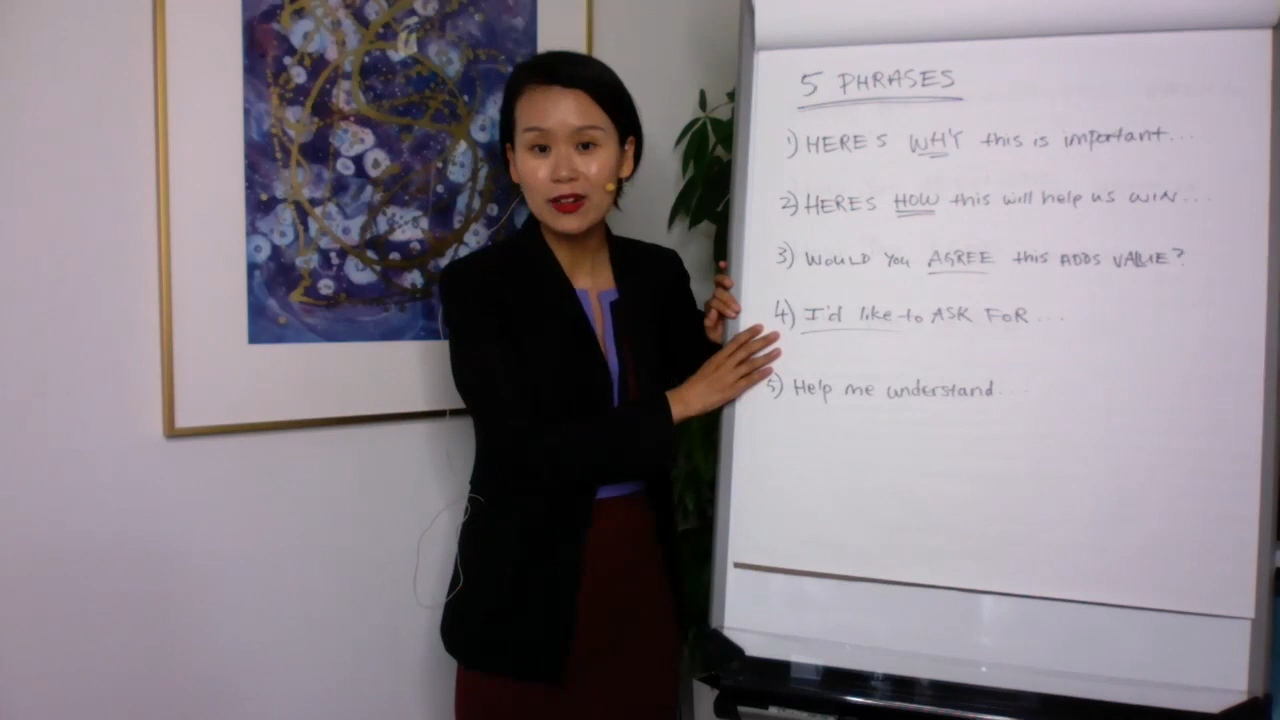 5 PHRASES
1) HERE'S WHY this is important...
2) HERES HOW this will help us WIN...
3) WOULD YOU AGREE this ADDS VALUE?
4) I'd like to ASK FOR...
5) Help me understand...